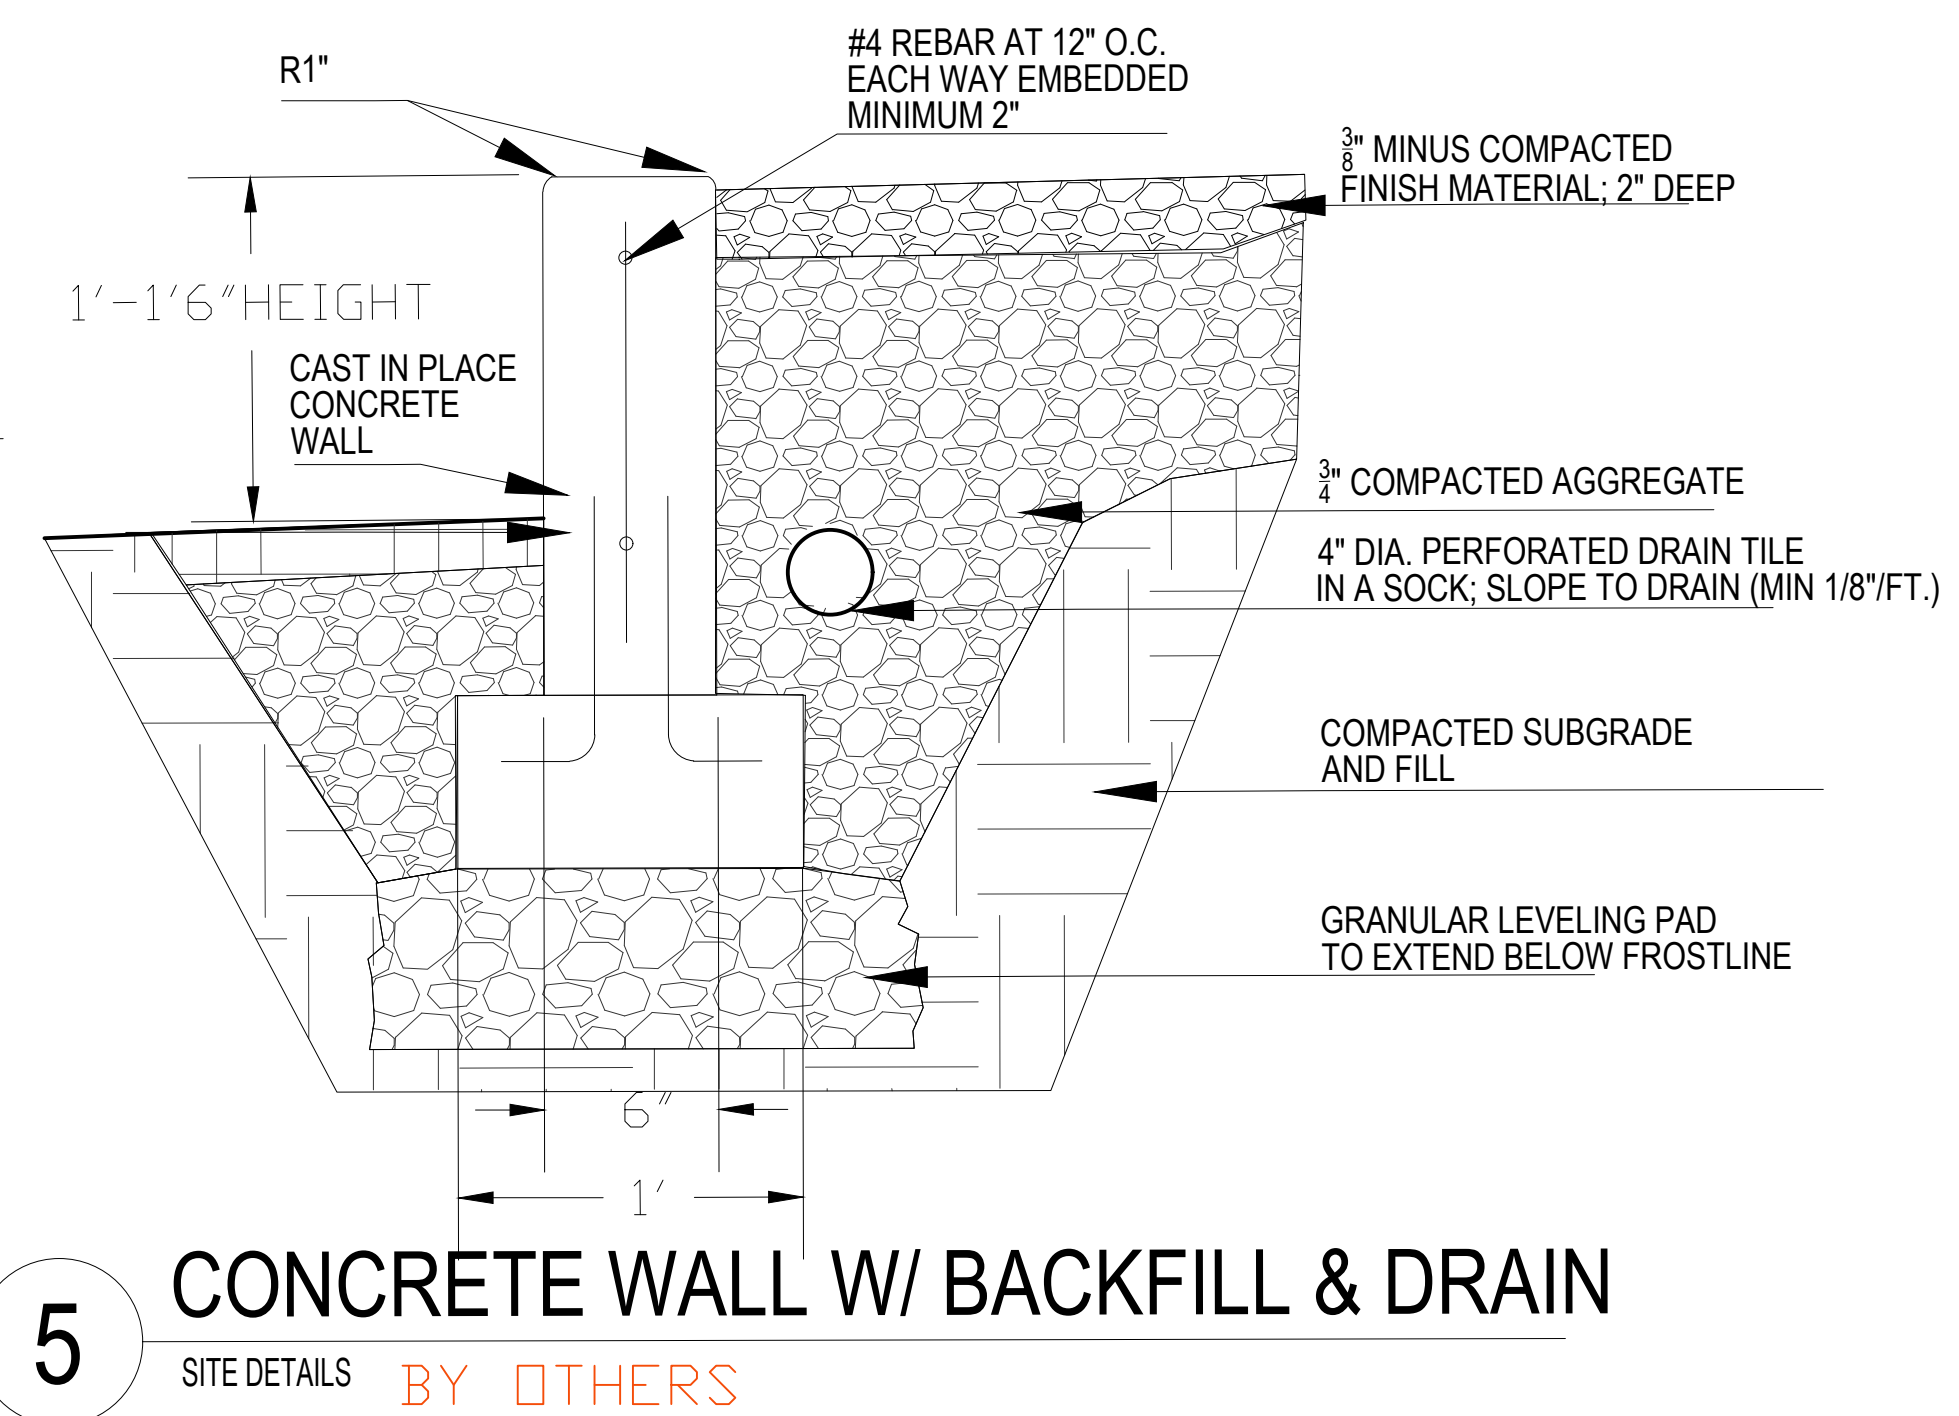 R1"
#4 REBAR AT 12" O.C.
EACH WAY EMBEDDED
MINIMUM 2"
3/8" MINUS COMPACTED
FINISH MATERIAL; 2" DEEP
1'-1'6"HEIGHT
CAST IN PLACE
CONCRETE
WALL
3/4" COMPACTED AGGREGATE
4" DIA. PERFORATED DRAIN TILE
IN A SOCK; SLOPE TO DRAIN (MIN 1/8"/FT.)
COMPACTED SUBGRADE
AND FILL
GRANULAR LEVELING PAD
TO EXTEND BELOW FROSTLINE
6"
1'
5
CONCRETE WALL W/ BACKFILL & DRAIN
SITE DETAILS
BY OTHERS